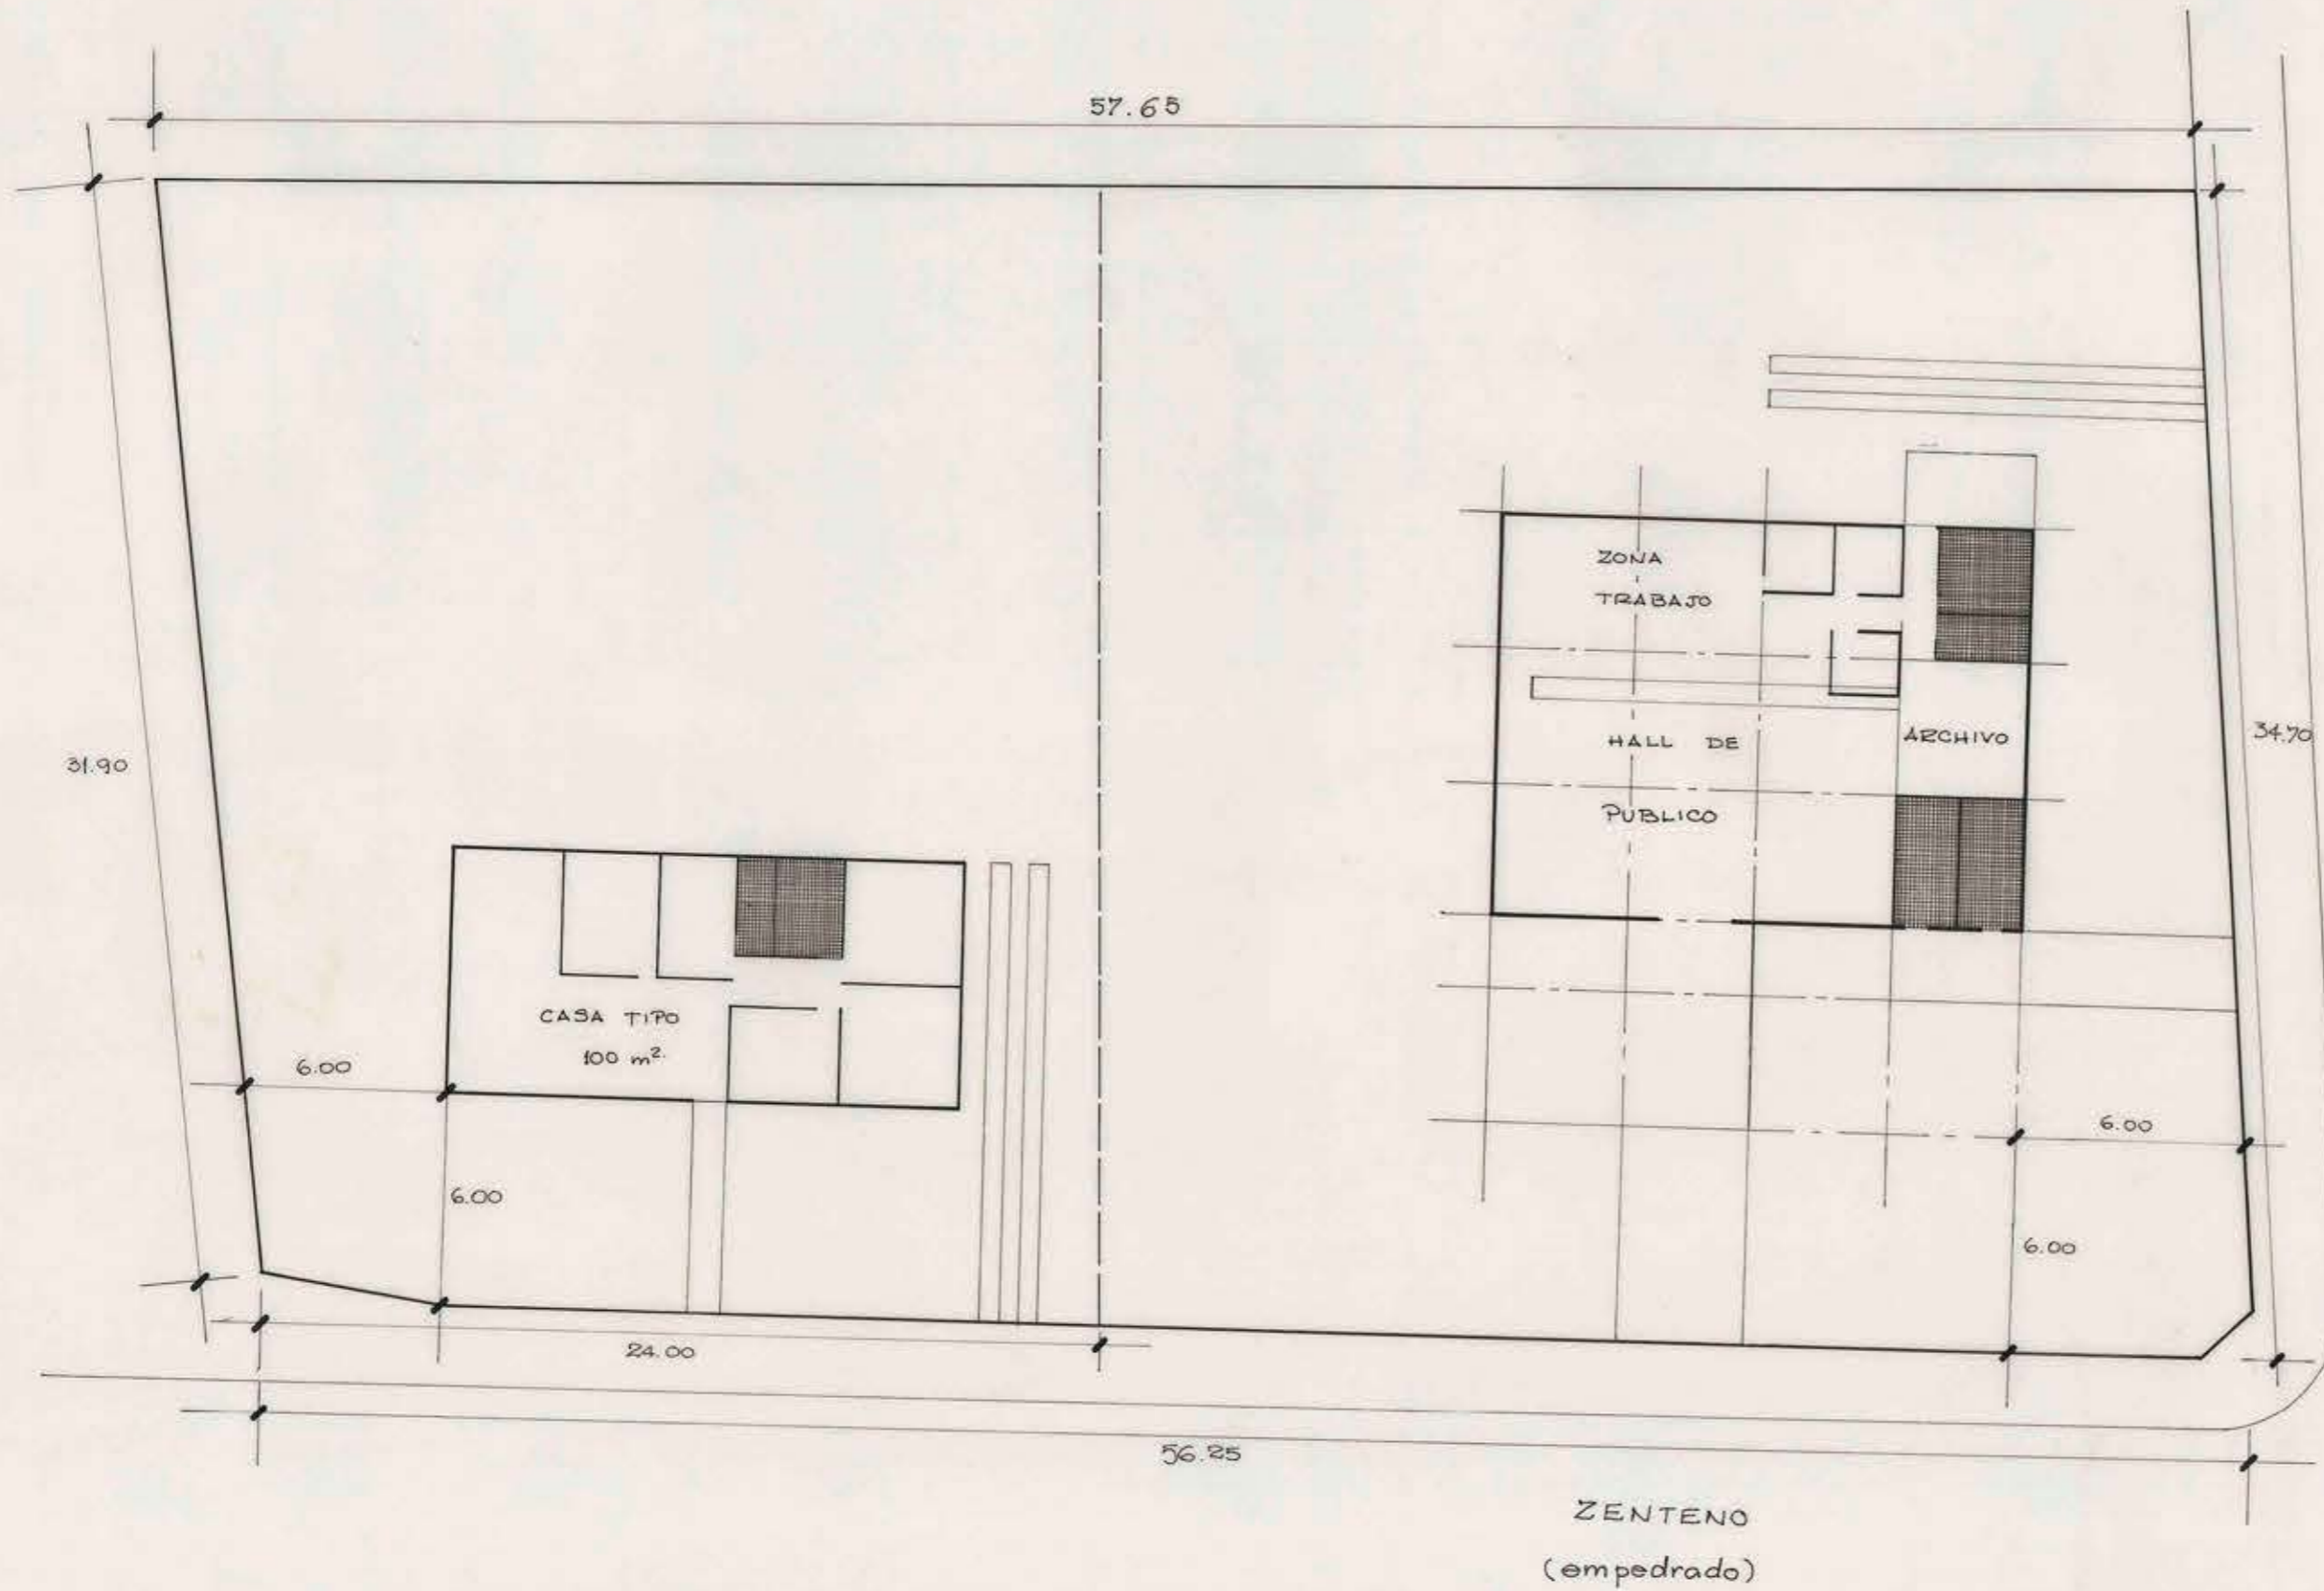 57.65
ZONA
TRABAJO
31.90
34.70
HALL DE
ARCHIVO
PUBLICO
CASA TIPO
100 m².
6.00
6.00
6.00
6.00
24.00
56.25
ZENTENO
(empedrado)